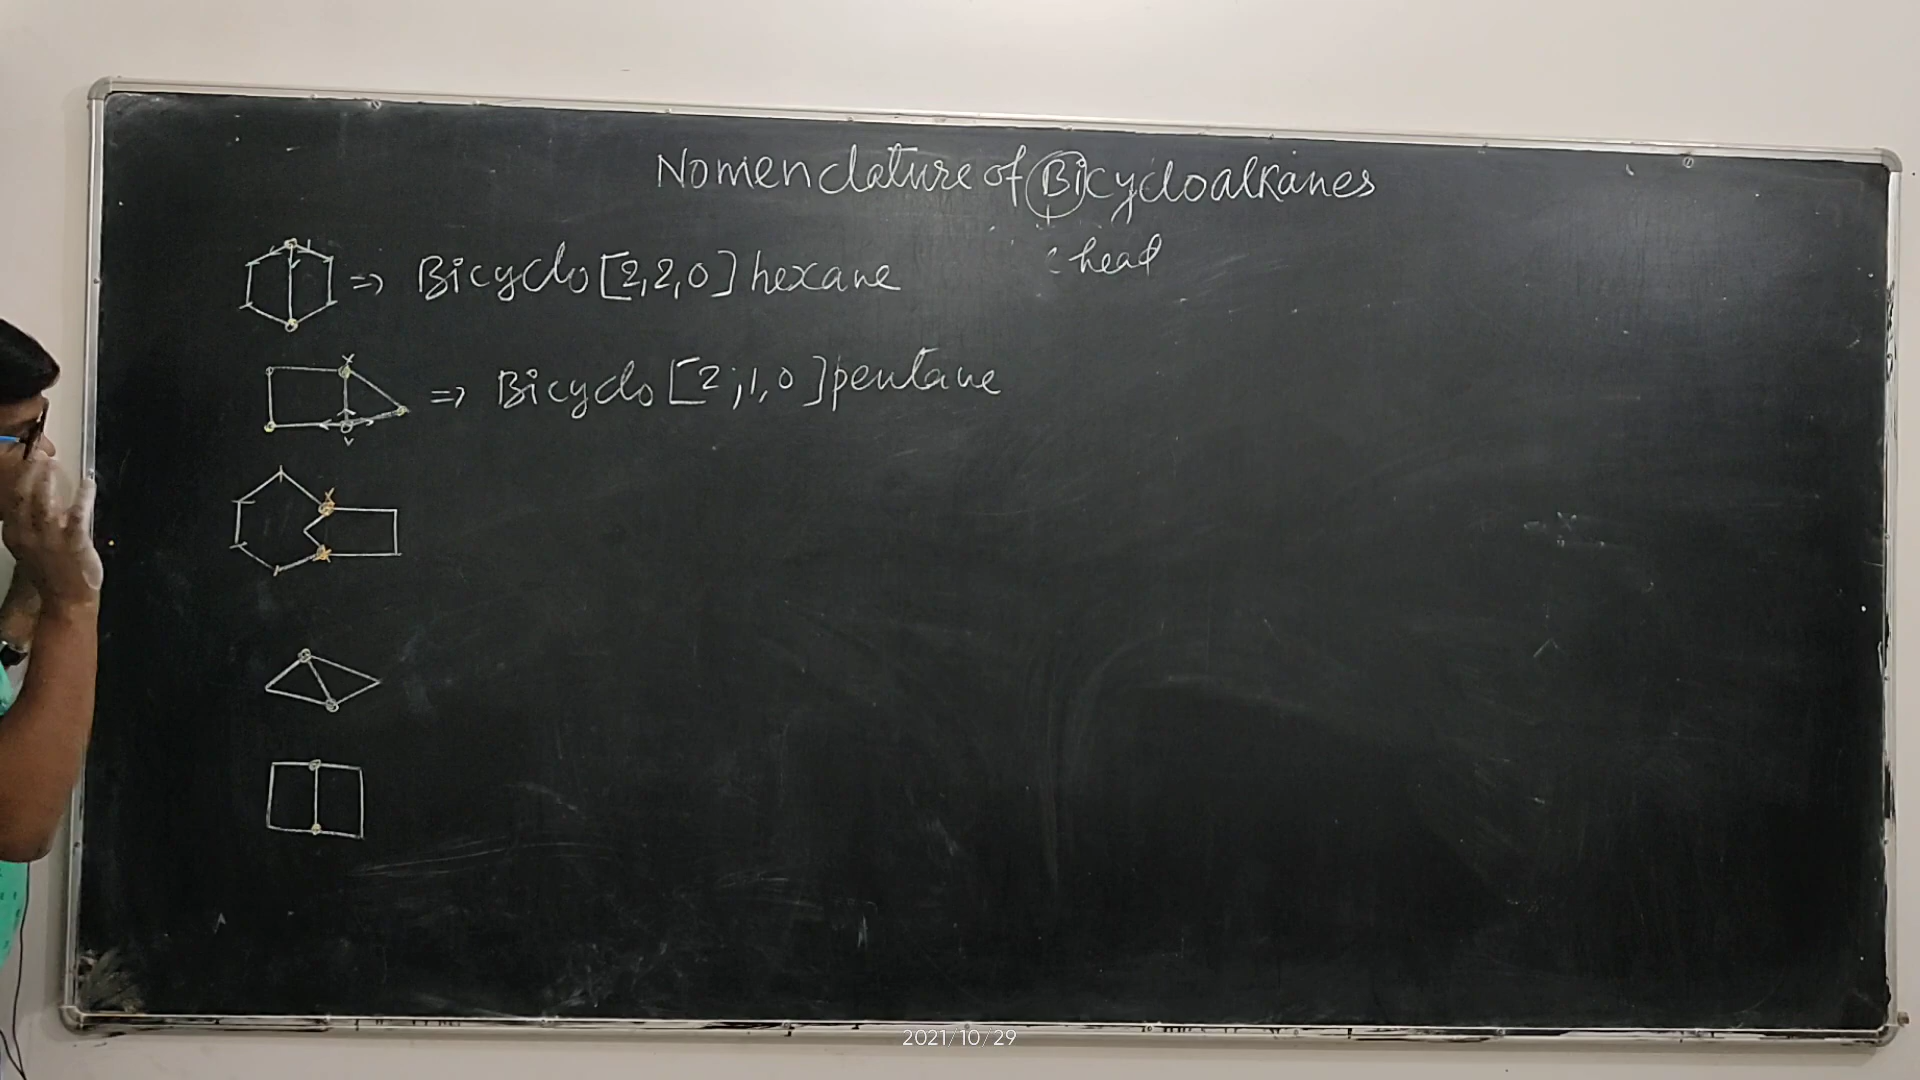 Nomenclature of Bicycloalkanes
head
=> Bicyclo [2,2,0] hexane
=> Bicyclo [2,1,0] pentane
2021/10/29